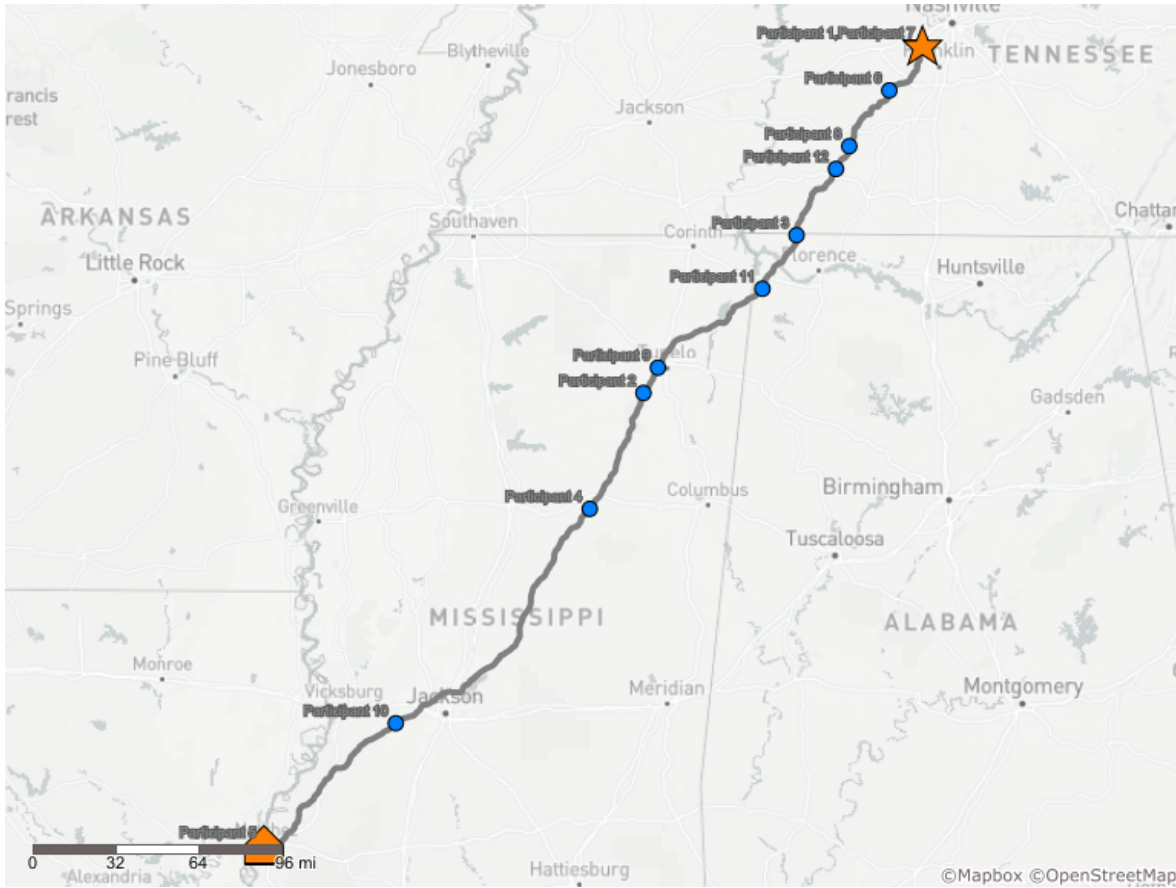 Nashville
Participant 1,Participant 7
TENNESSEE
Blytheville
Jonesboro
Participant 6
rancis
rest
Jackson
Participant 8
Participant 12
ARKANSAS
Southaven
Participant 3
Corinth
Chattan
Little Rock
lorence
Huntsville
Participant 11
Springs
Participant 9
Pine Bluff
Participant 2
Gadsden
Participant 4
Columbus
Birmingham
Greenville
Tuscaloosa
MISSISSIPPI
ALABAMA
Monroe
Vicksburg
Jackson
Meridian
Montgomery
Participant 10
Participant 5
0 32 64 96 mi
Alexandria
Hattiesburg
©Mapbox ©OpenStreetMap